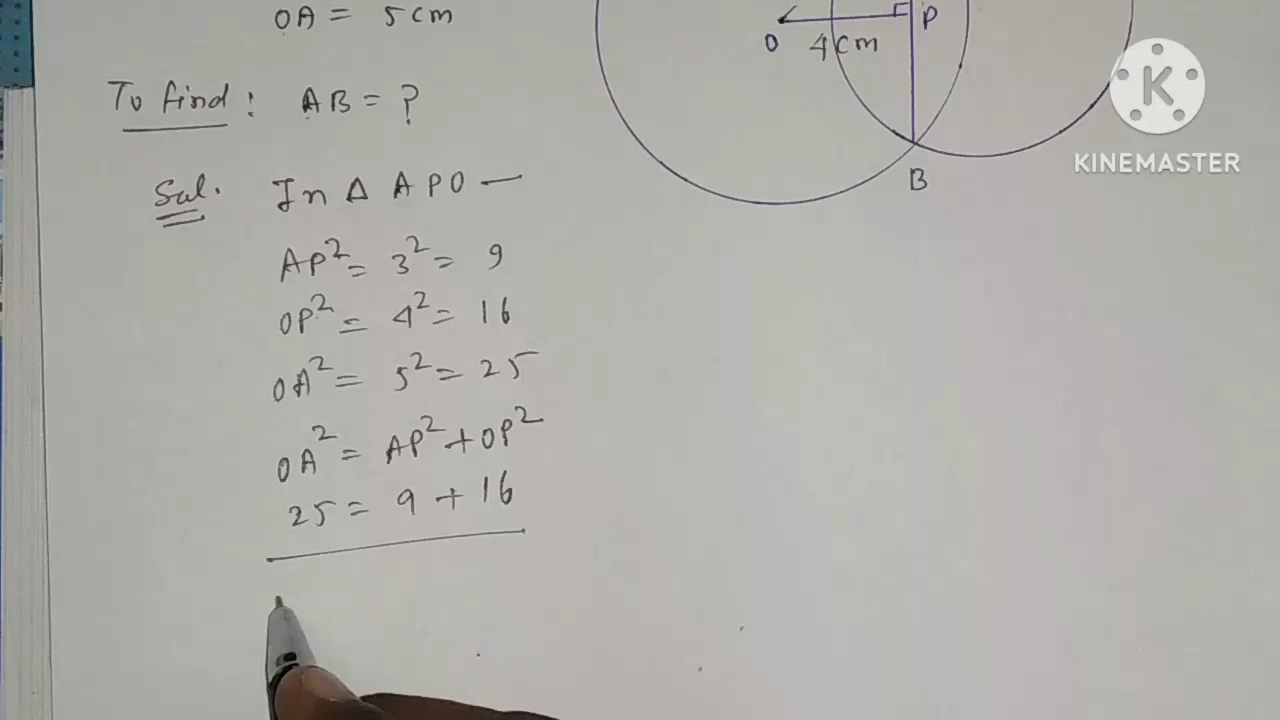 OA = 5cm
To find : AB = ?
Sol. In Δ APO —
AP² = 3² = 9
OP² = 4² = 16
OA² = 5² = 25
OA² = AP² + OP²
25 = 9 + 16
P
O 4cm
B
K
KINEMASTER